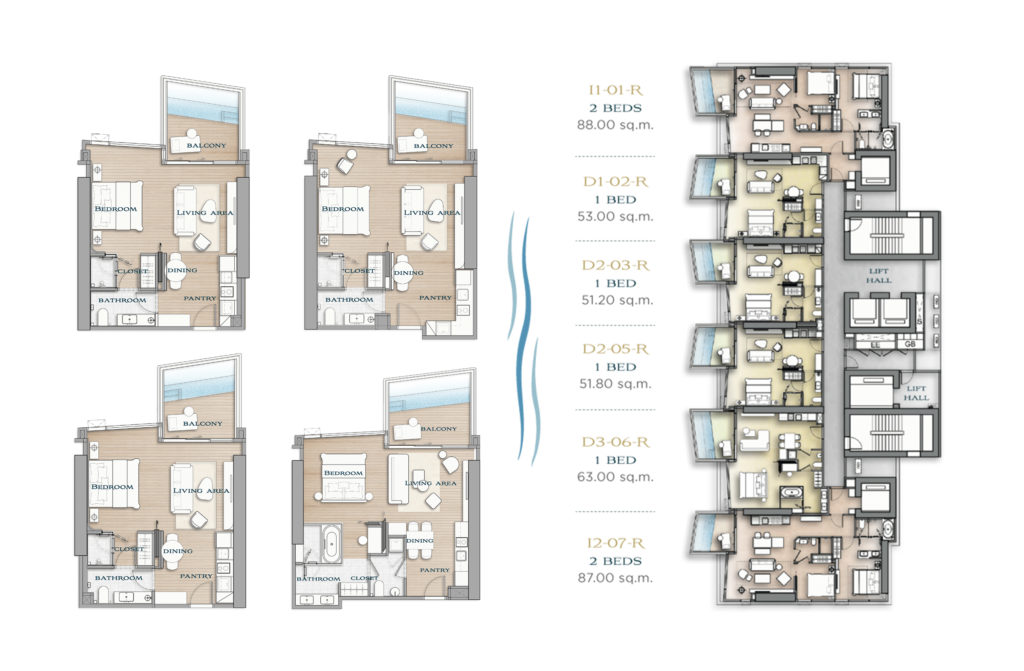 BALCONY
BEDROOM
LIVING AREA
CLOSET
DINING
BATHROOM
PANTRY
BALCONY
BEDROOM
LIVING AREA
CLOSET
DINING
BATHROOM
PANTRY
BALCONY
BEDROOM
LIVING AREA
CLOSET
DINING
BATHROOM
PANTRY
BALCONY
BEDROOM
LIVING AREA
DINING
BATHROOM
CLOSET
PANTRY
I1-01-R
2 BEDS
88.00 sq.m.
D1-02-R
1 BED
53.00 sq.m.
D2-03-R
1 BED
51.20 sq.m.
D2-05-R
1 BED
51.80 sq.m.
D3-06-R
1 BED
63.00 sq.m.
I2-07-R
2 BEDS
87.00 sq.m.
LIFT
HALL
EE
GB
LIFT
HALL